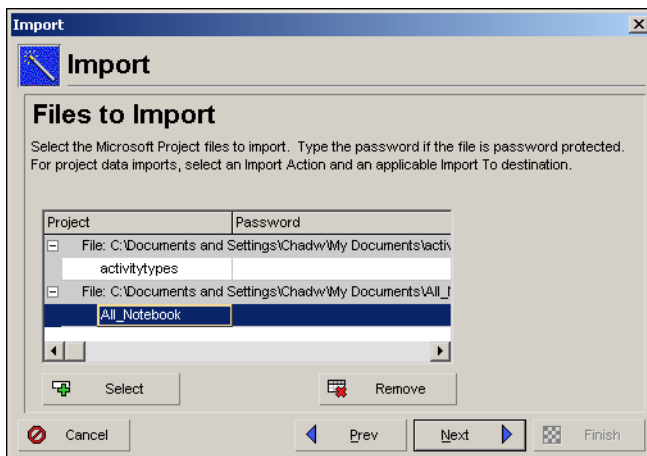 Import
Import
Files to Import
Select the Microsoft Project files to import. Type the password if the file is password protected.
For project data imports, select an Import Action and an applicable Import To destination.
Project Password
File: C:\Documents and Settings\Chadw\My Documents\activ
activitytypes
File: C:\Documents and Settings\Chadw\My Documents\All_
All_Notebook
Select Remove
Cancel Prev Next Finish